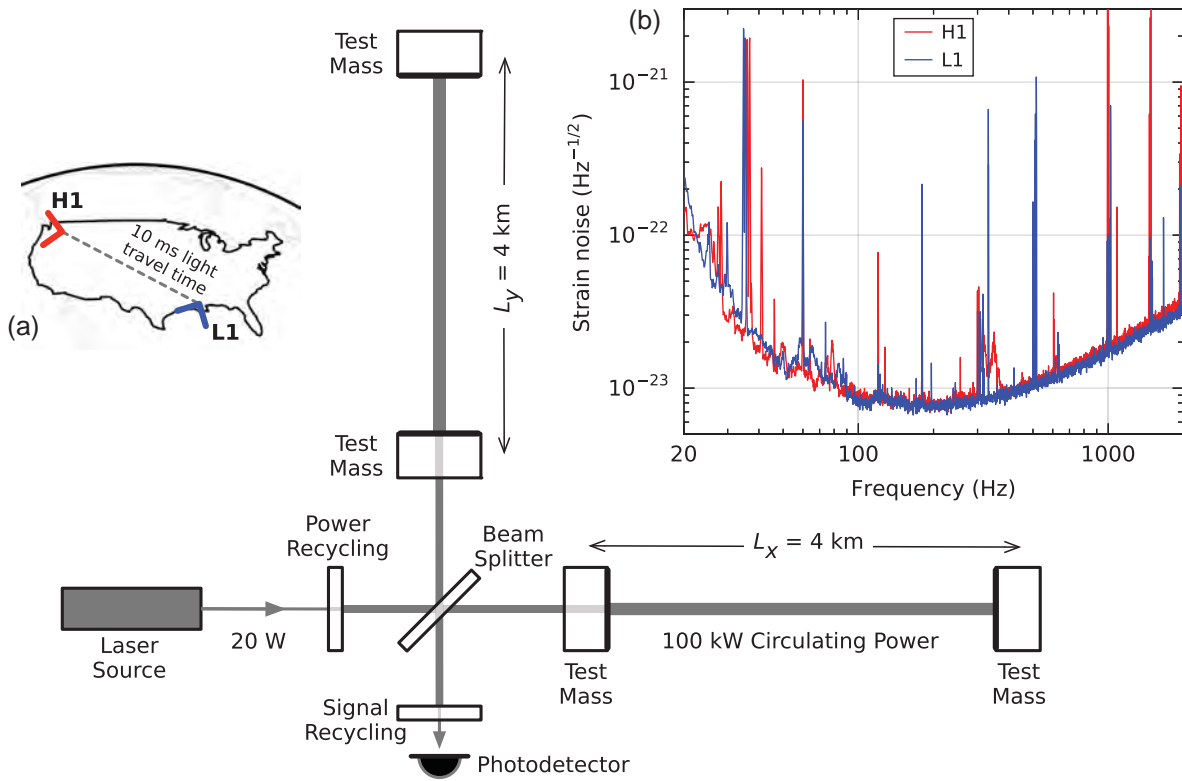 (a)
H1
10 ms light
travel time
L1
Test
Mass
L_y = 4 km
Test
Mass
Power
Recycling
Beam
Splitter
Laser
Source
20 W
L_x = 4 km
100 kW Circulating Power
Test
Mass
Test
Mass
Signal
Recycling
Photodetector
(b)
H1
L1
Strain noise (Hz^{-1/2})
10^{-21}
10^{-22}
10^{-23}
20
100
1000
Frequency (Hz)